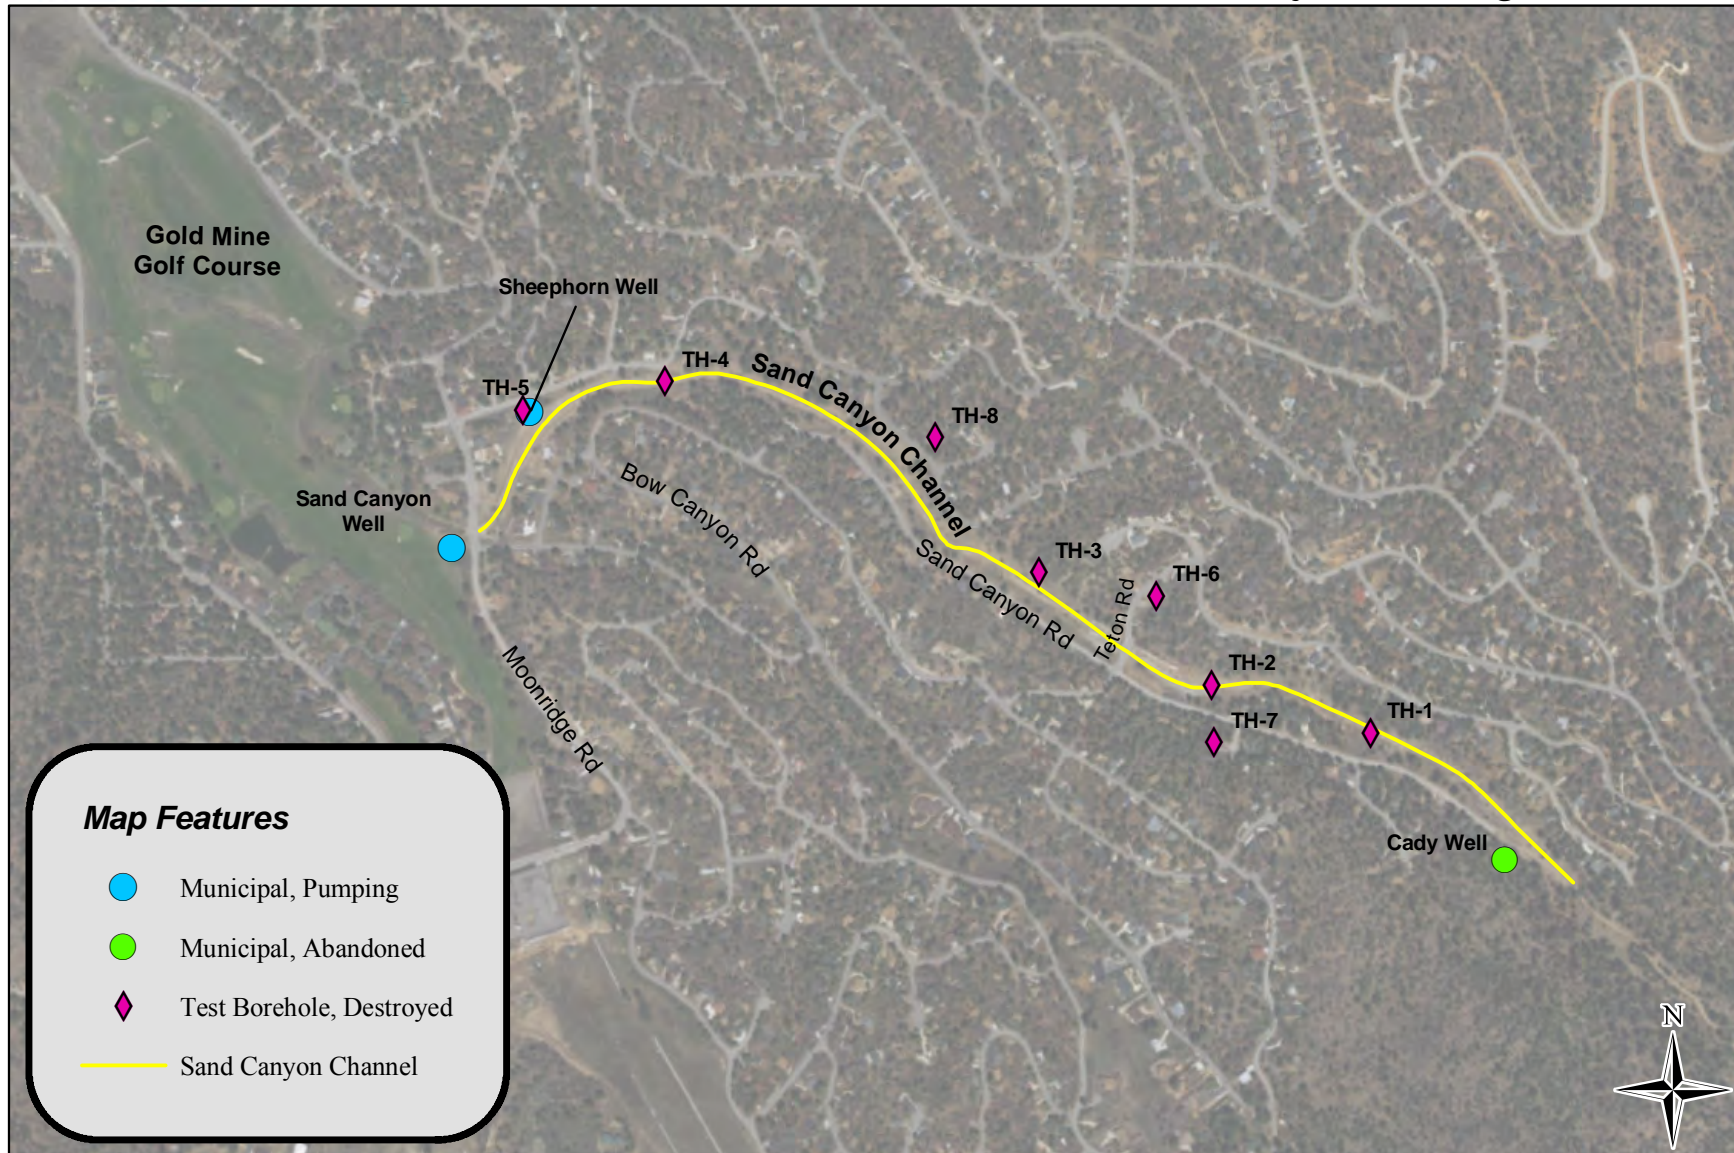 Gold Mine
Golf Course
Sheephorn Well
TH-4
Sand Canyon Channel
TH-5
TH-8
Bow Canyon Rd
Sand Canyon
Well
TH-3
Sand Canyon Rd
TH-6
Teton Rd
TH-2
Moonridge Rd
TH-1
TH-7
Cady Well
Map Features
Municipal, Pumping
Municipal, Abandoned
Test Borehole, Destroyed
Sand Canyon Channel
N